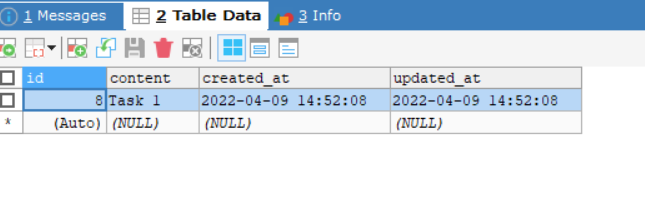 1 Messages 2 Table Data 3 Info
id content created_at updated_at
8 Task 1 2022-04-09 14:52:08 2022-04-09 14:52:08
* (Auto) (NULL) (NULL) (NULL)